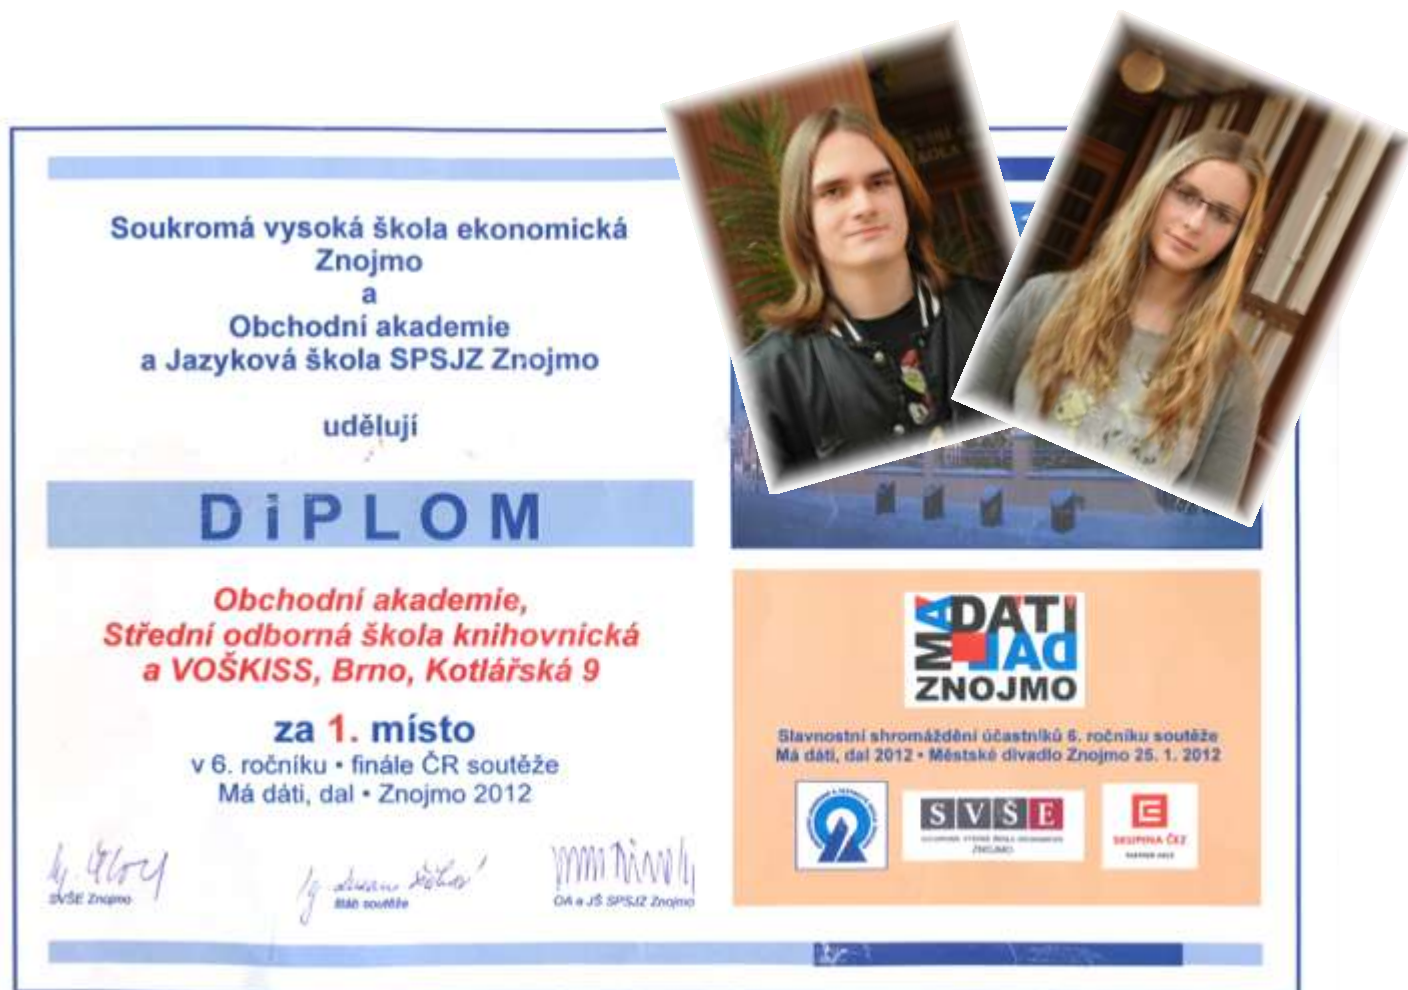 Soukromá vysoká škola ekonomická
Znojmo
a
Obchodní akademie
a Jazyková škola SPSJZ Znojmo
udělují
DiPLOM
Obchodní akademie,
Střední odborná škola knihovnická
a VOŠKISS, Brno, Kotlářská 9
za 1. místo
v 6. ročníku • finále ČR soutěže
Má dáti, dal • Znojmo 2012
SVŠE Znojmo
štáb soutěže
OA a JŠ SPSJZ Znojmo
MÁ DÁTI
DAL
ZNOJMO
Slavnostní shromáždění účastníků 6. ročníku soutěže
Má dáti, dal 2012 • Městské divadlo Znojmo 25. 1. 2012
SVŠE
ZNOJMO
SKUPINA ČEZ